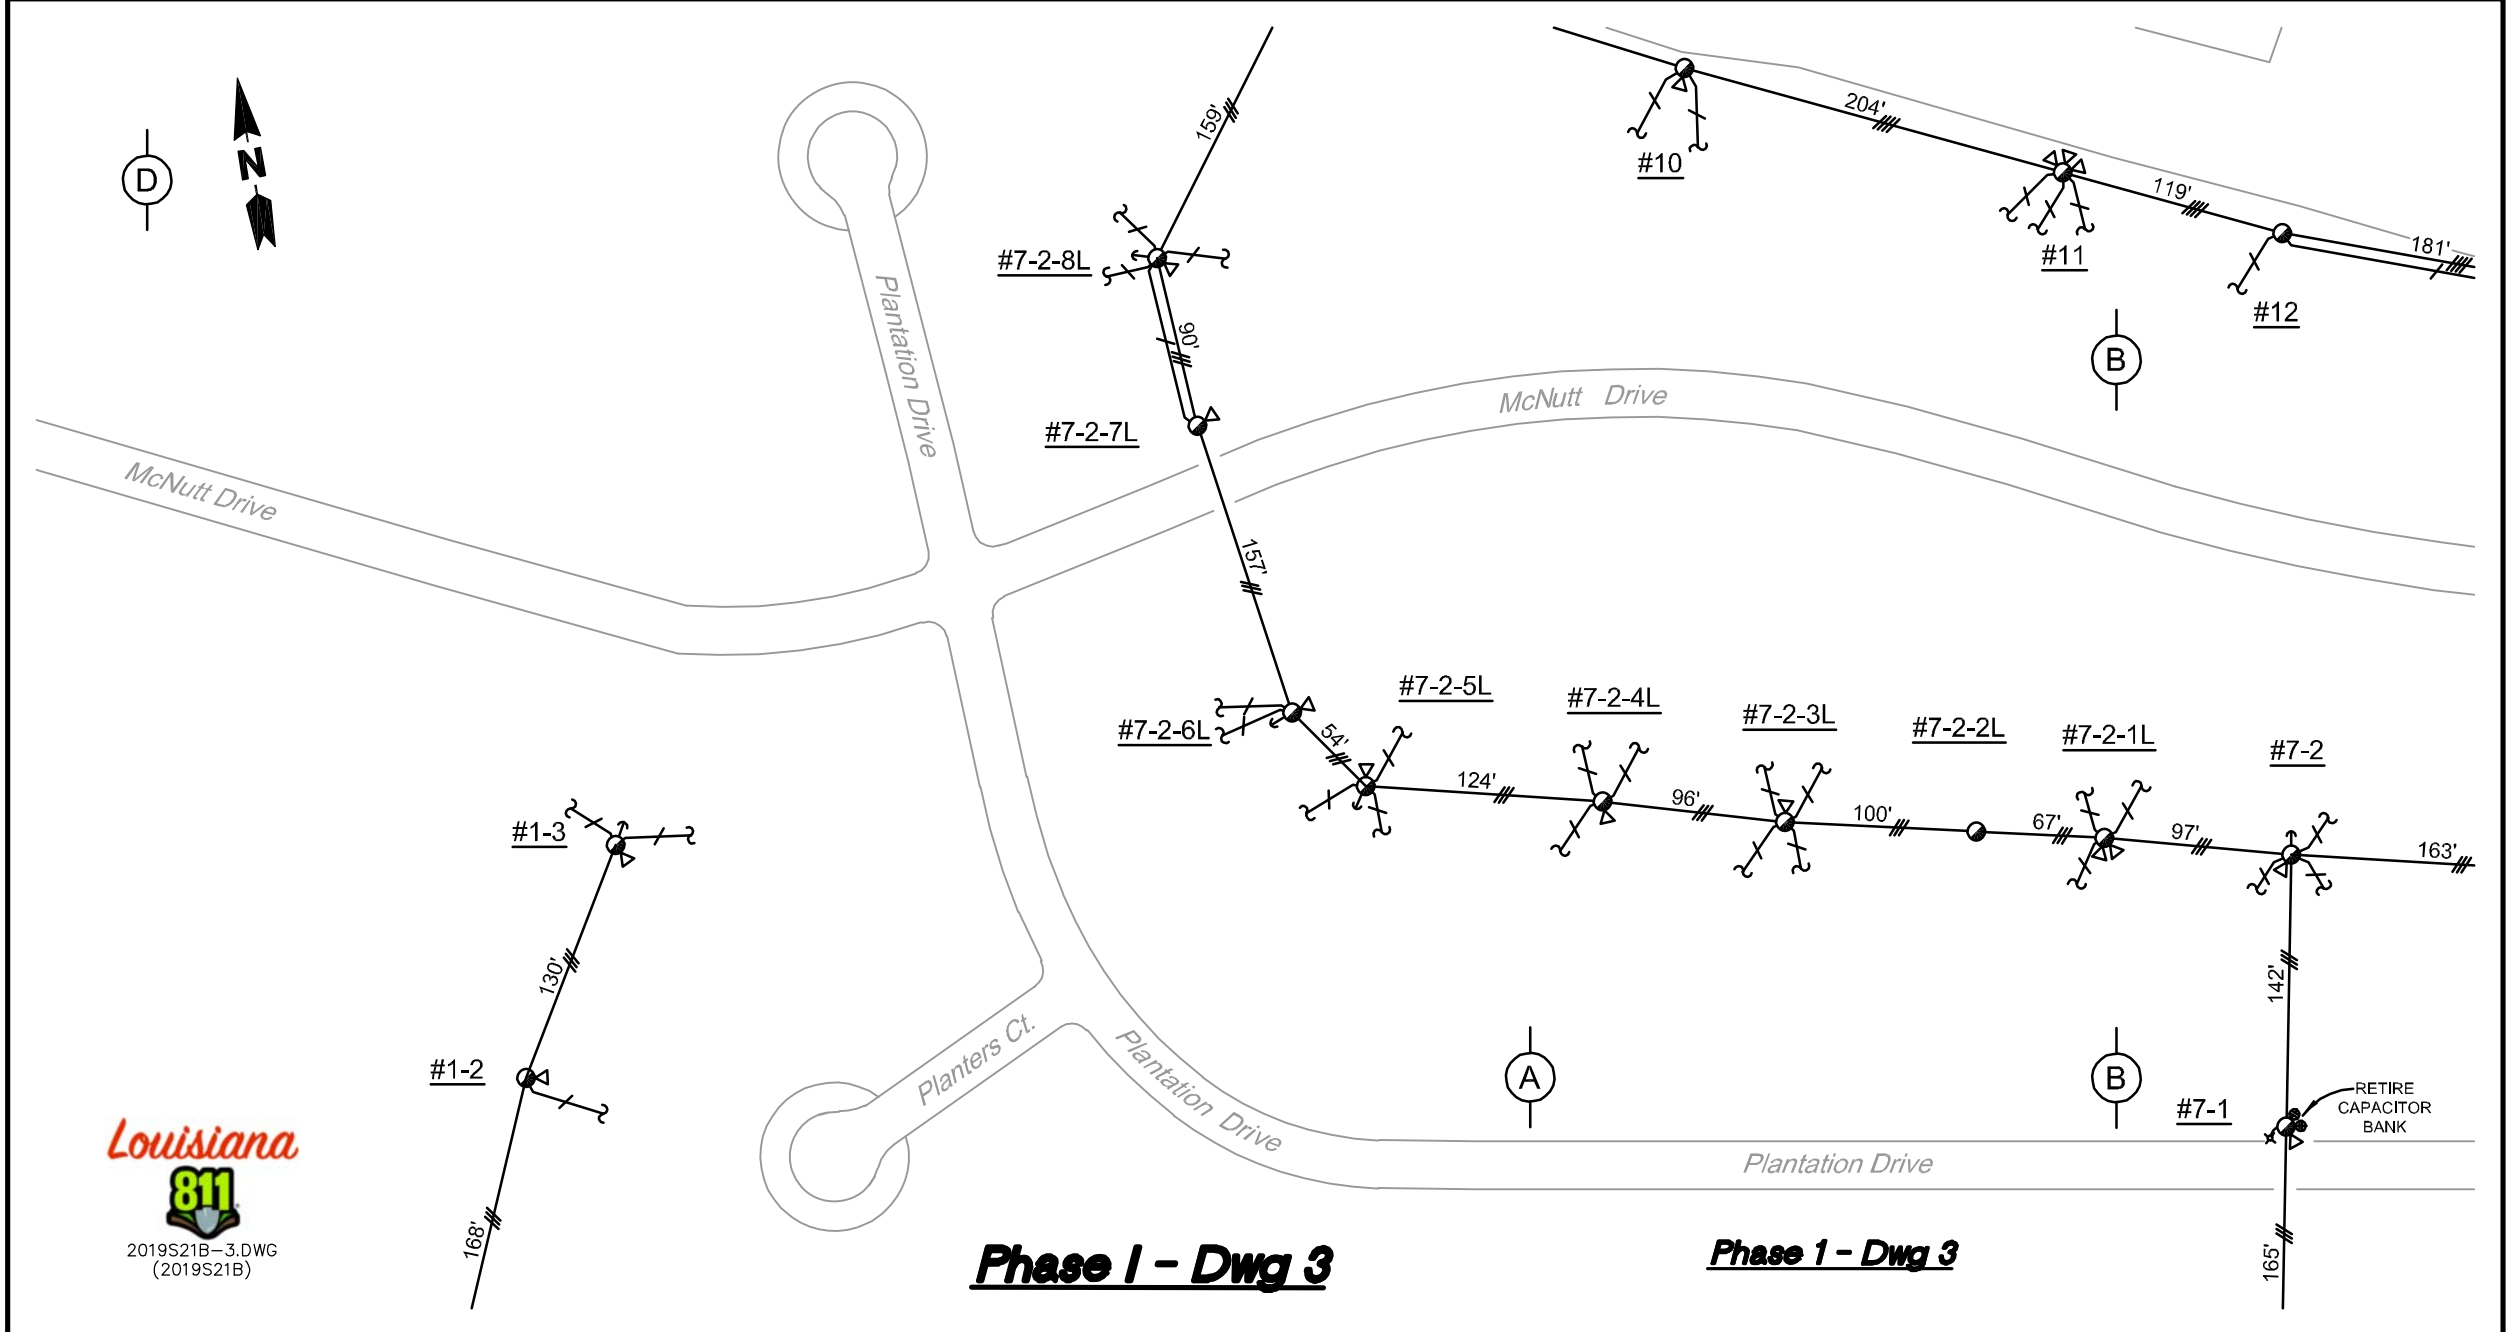 159'
204'
D
N
#10
119'
#11
181'
#7-2-8L
#12
Plantation Drive
90'
B
McNutt Drive
#7-2-7L
McNutt Drive
157'
#7-2-5L
#7-2-4L
#7-2-3L
#7-2-6L
#7-2-2L
#7-2-1L
#7-2
54'
124'
96'
100'
67'
97'
163'
#1-3
130'
142'
#1-2
Planters Ct.
Plantation Drive
A
B
#7-1
RETIRE
CAPACITOR
BANK
Plantation Drive
Louisiana
811
168'
165'
2019S21B-3.DWG
(2019S21B)
Phase I - Dwg 3
Phase 1 - Dwg 3